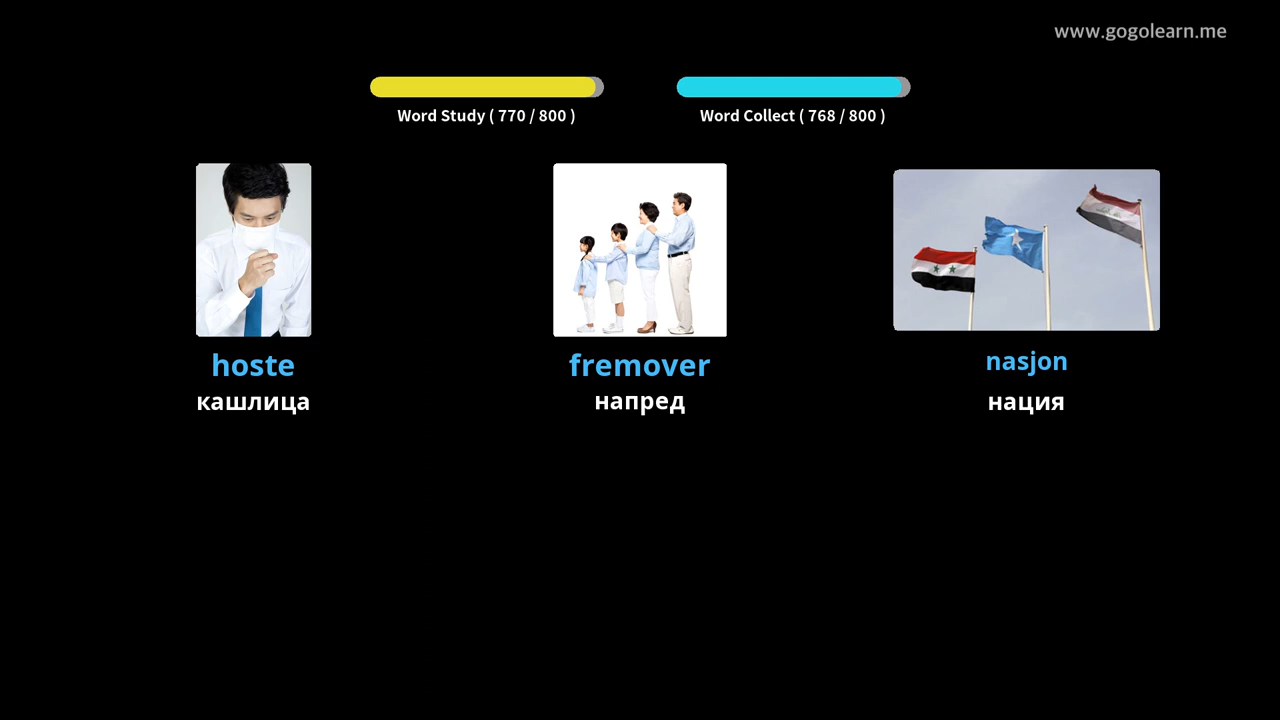 www.gogolearn.me
Word Study ( 770 / 800 )
Word Collect ( 768 / 800 )
hoste
кашлица
fremover
напред
nasjon
нация